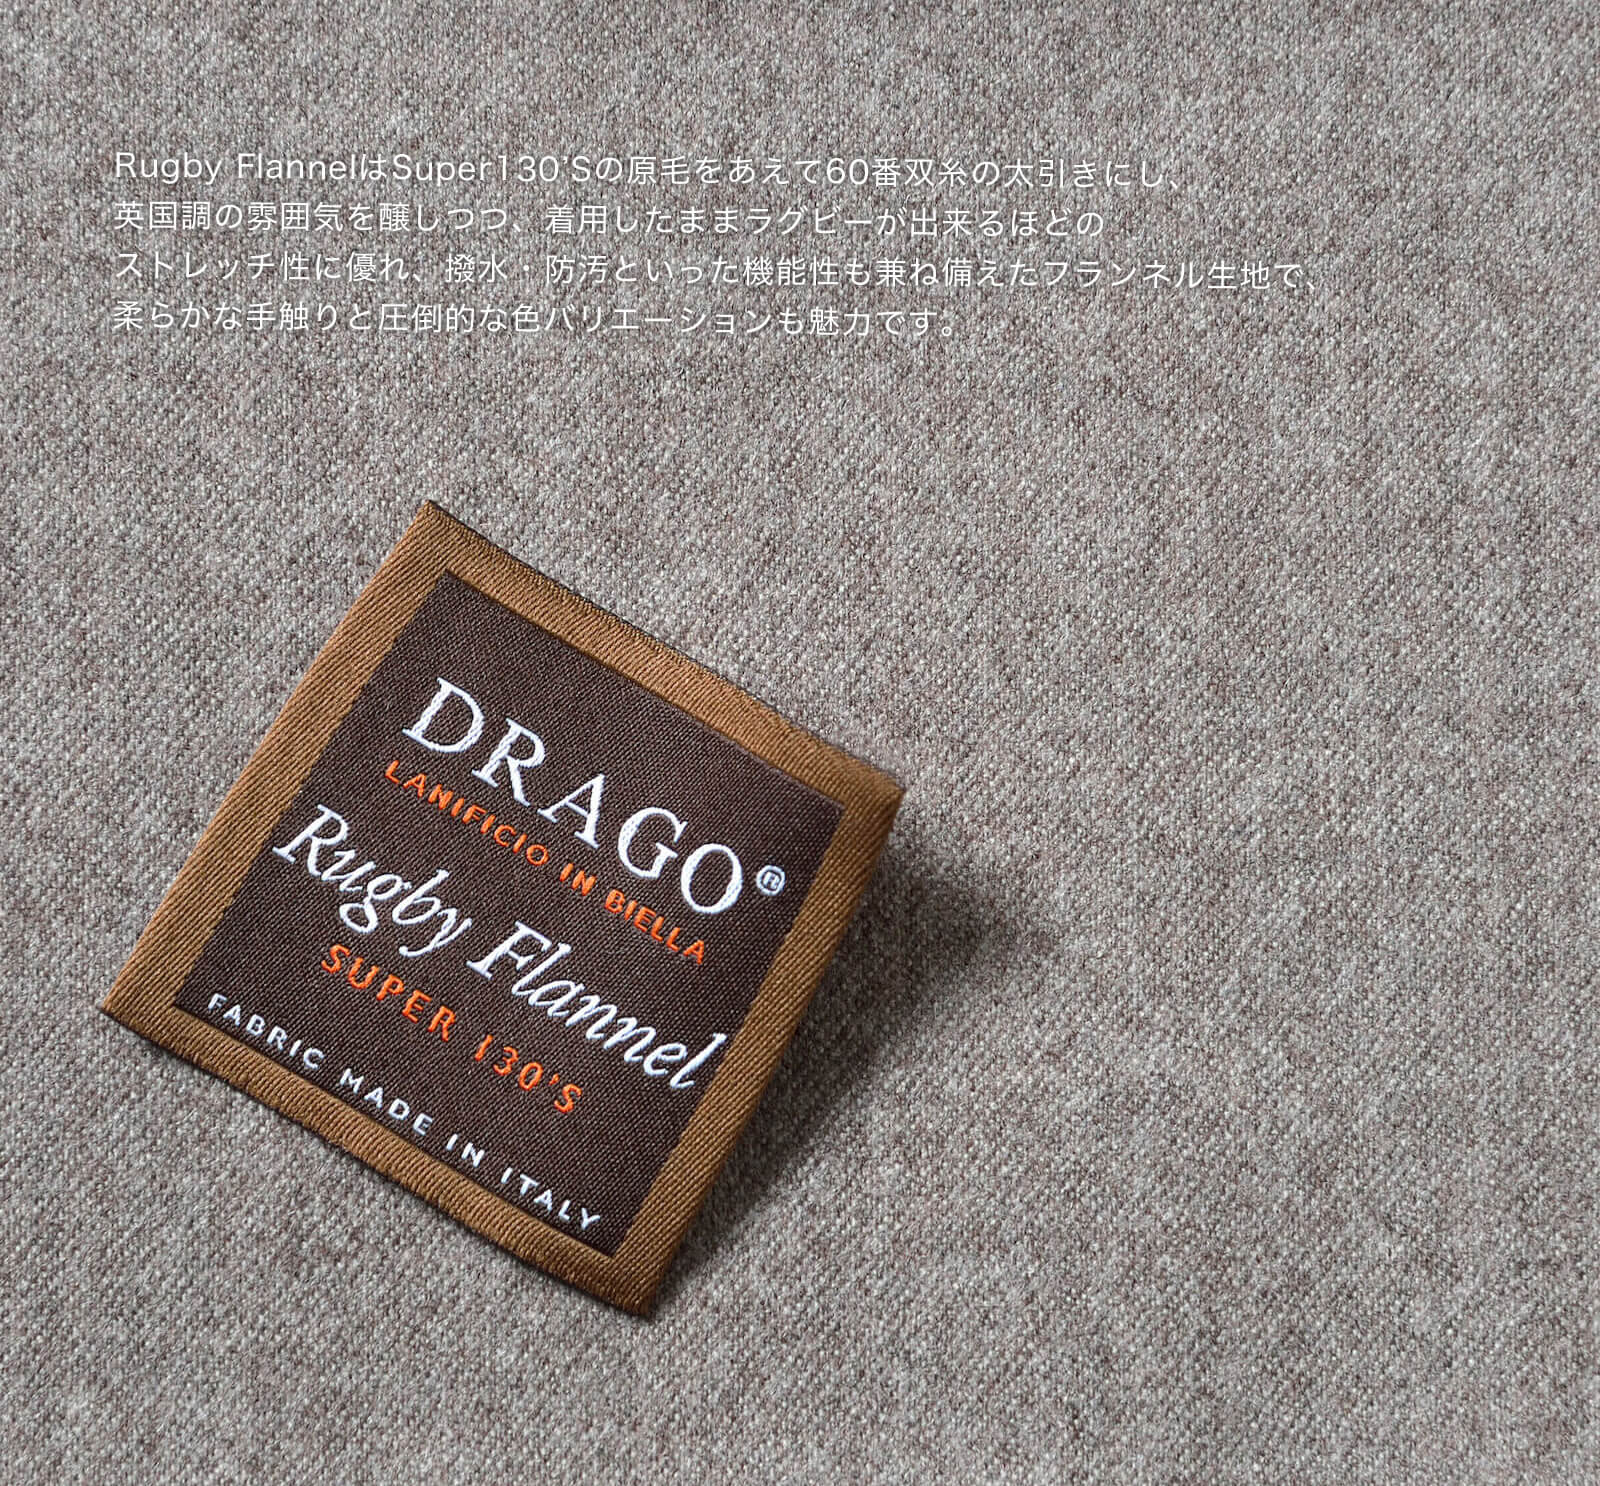 Rugby FlannelはSuper130’Sの原毛をあえて60番双糸の太引きにし、
英国調の雰囲気を醸しつつ、着用したままラグビーが出来るほどの
ストレッチ性に優れ、撥水・防汚といった機能性も兼ね備えたフランネル生地で、
柔らかな手触りと圧倒的な色バリエーションも魅力です。
DRAGO®
LANIFICIO IN BIELLA
Rugby Flannel
SUPER 130'S
FABRIC MADE IN ITALY